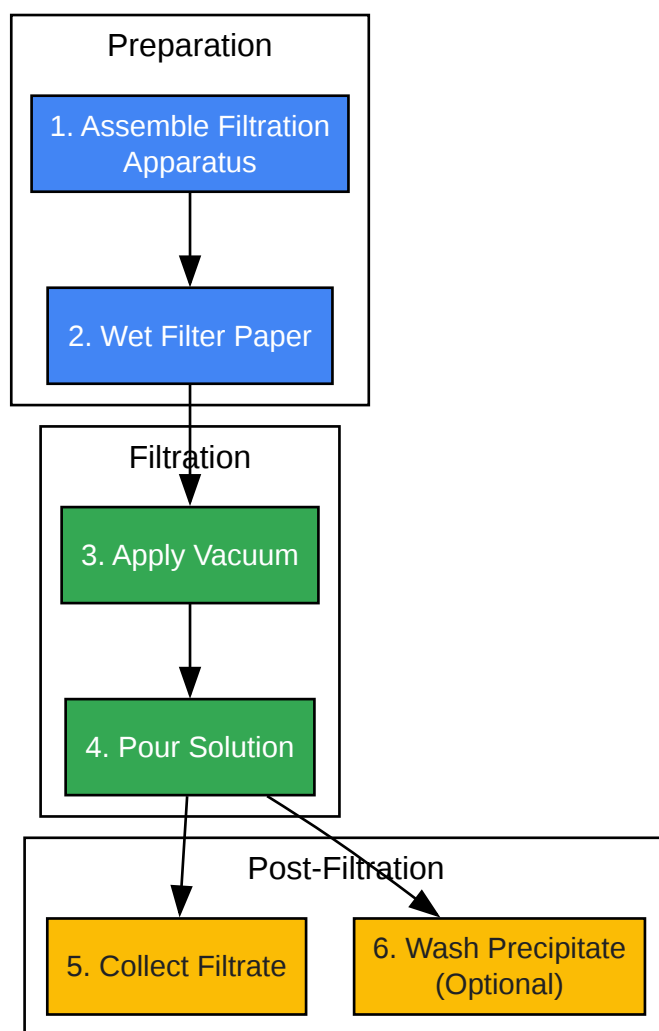 Preparation
1. Assemble Filtration
Apparatus
2. Wet Filter Paper
Filtration
3. Apply Vacuum
4. Pour Solution
Post-Filtration
5. Collect Filtrate
6. Wash Precipitate
(Optional)